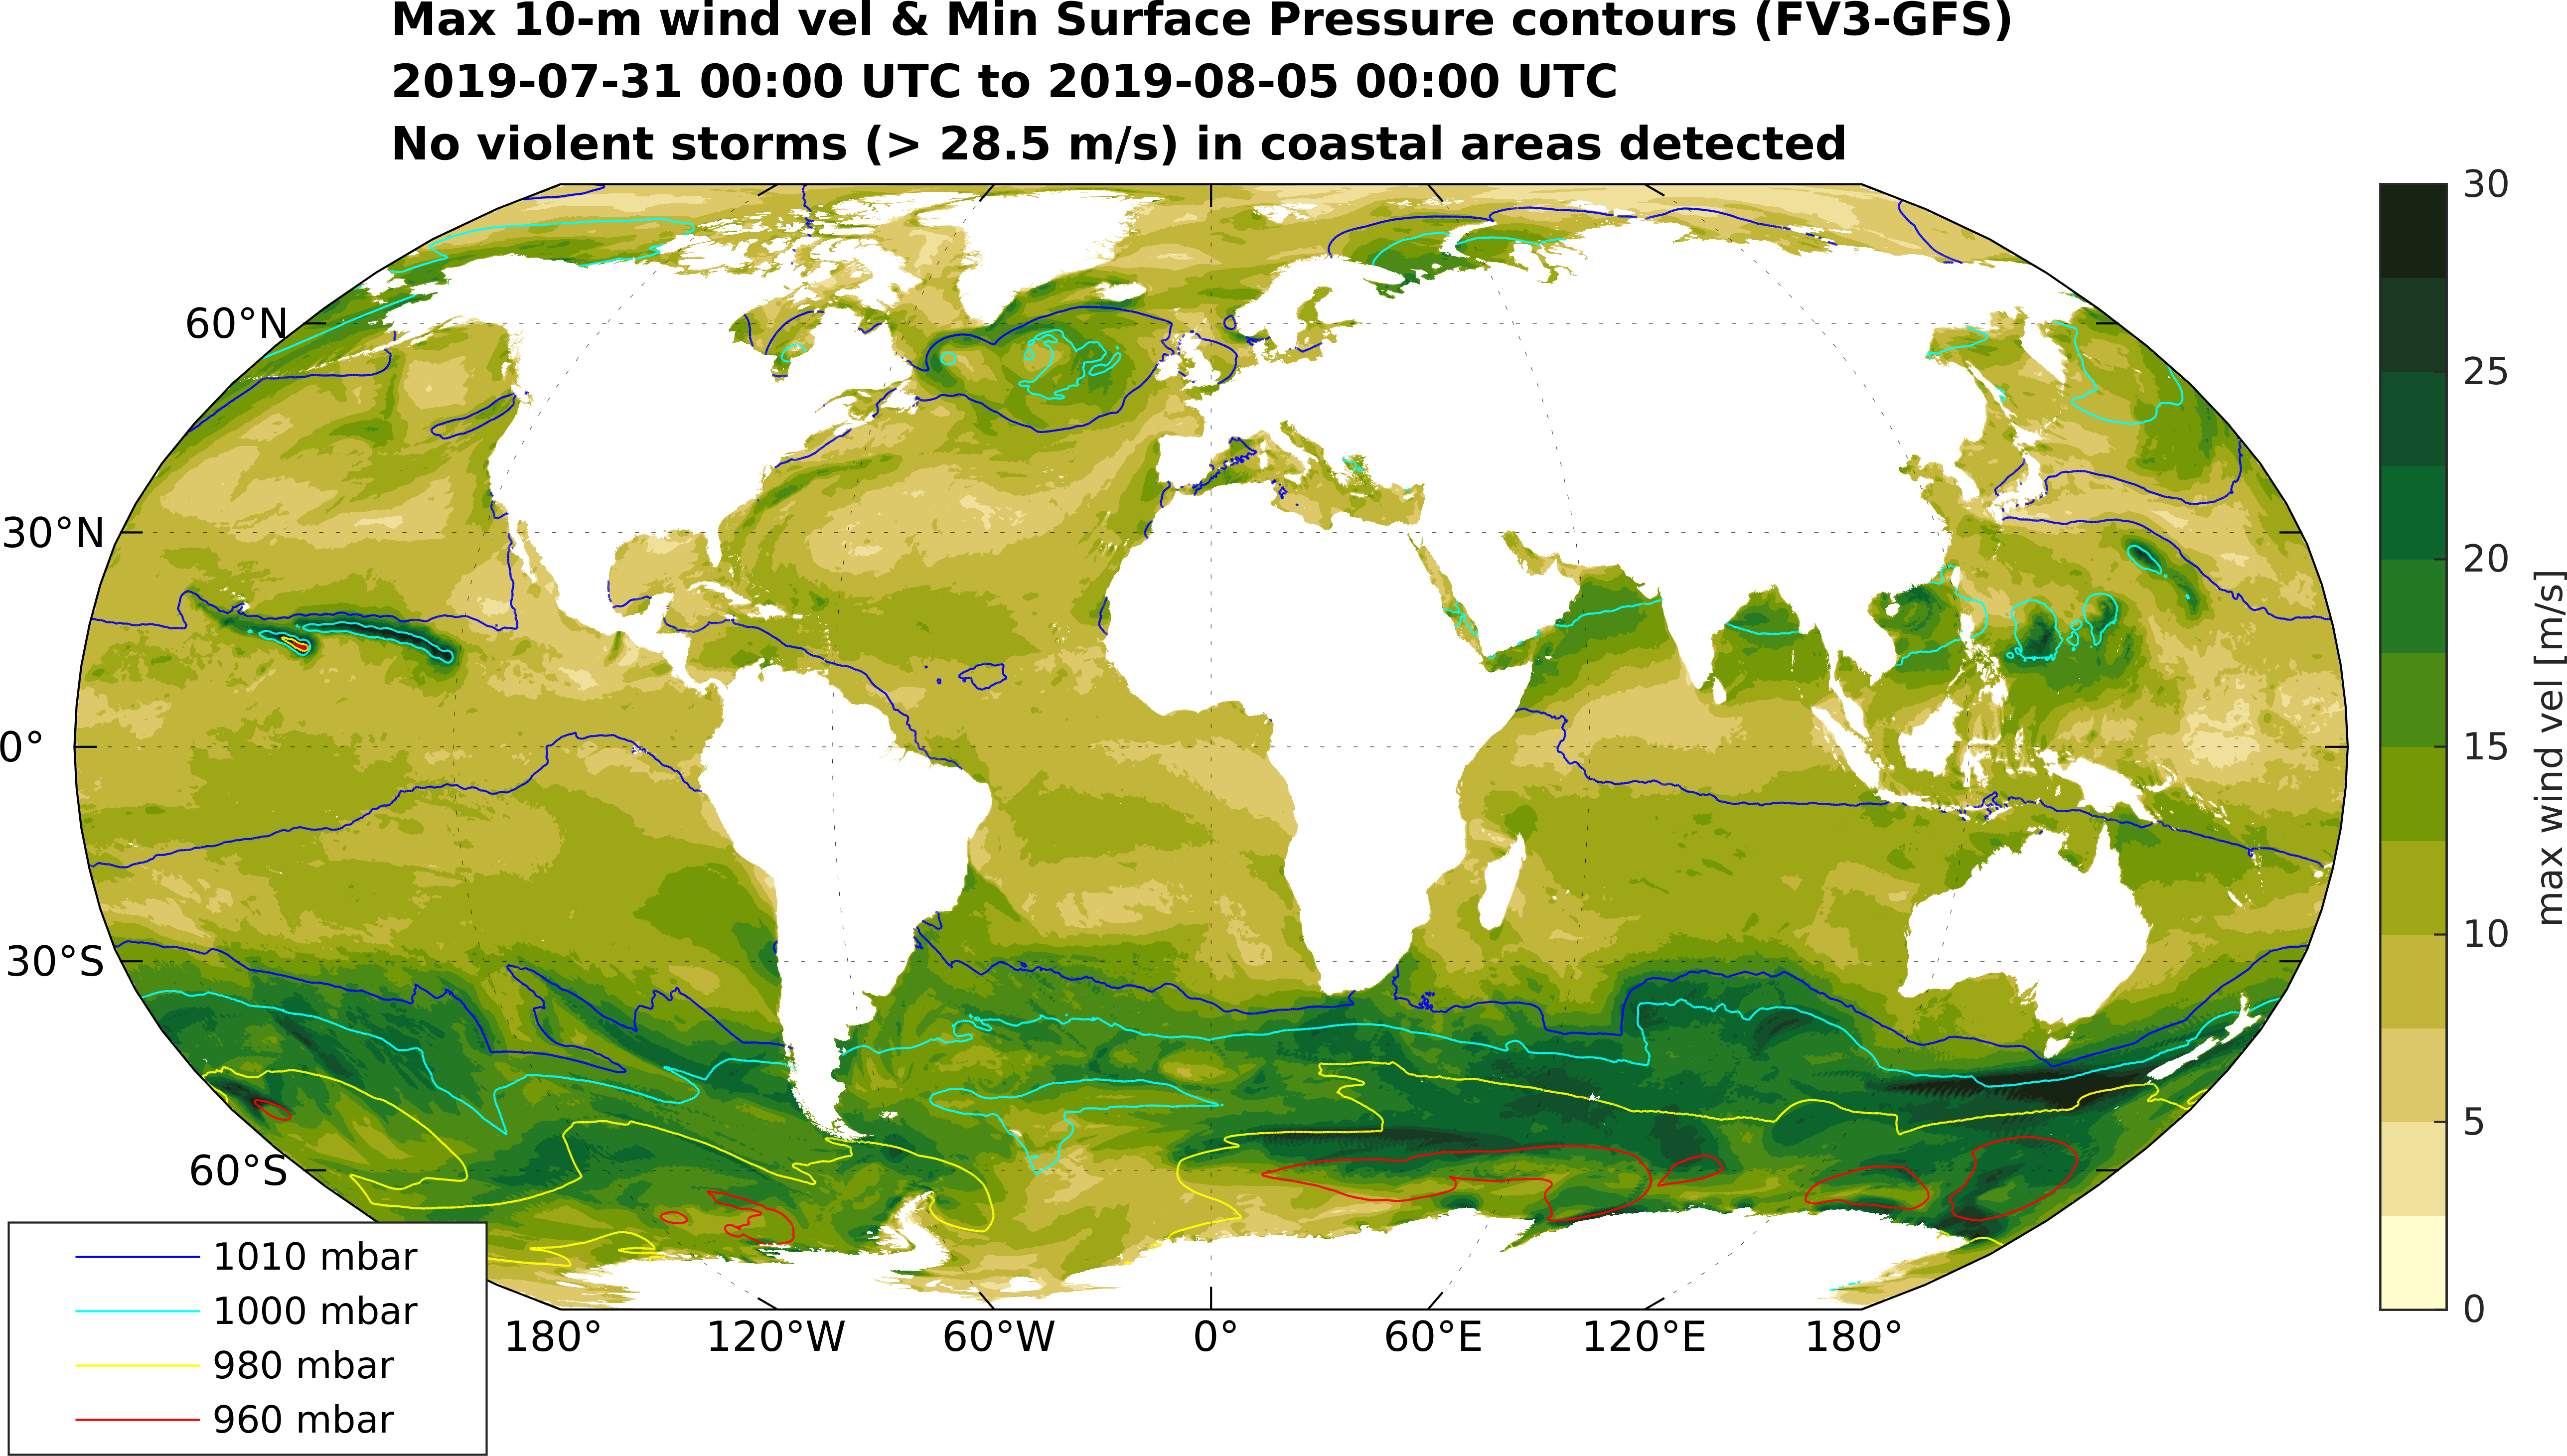 Max 10-m wind vel & Min Surface Pressure contours (FV3-GFS)
2019-07-31 00:00 UTC to 2019-08-05 00:00 UTC
No violent storms (> 28.5 m/s) in coastal areas detected
60°N
30°N
0°
30°S
60°S
180°
120°W
60°W
0°
60°E
120°E
180°
1010 mbar
1000 mbar
980 mbar
960 mbar
30
25
20
15
10
5
0
max wind vel [m/s]